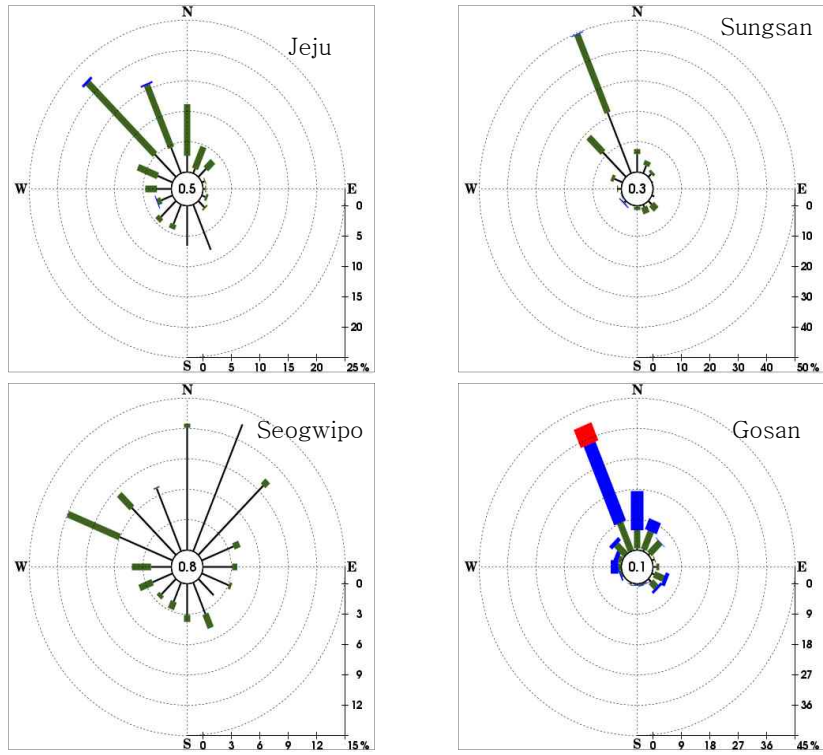 N
Jeju
W
0.5
E
0
5
10
15
20
S
0 5 10 15 20 25%
N
Sungsan
W
0.3
E
0
10
20
30
40
S
0 10 20 30 40 50%
N
Seogwipo
W
0.8
E
0
3
6
9
12
S
0 3 6 9 12 15%
N
Gosan
W
0.1
E
0
9
18
27
36
S
0 9 18 27 36 45%